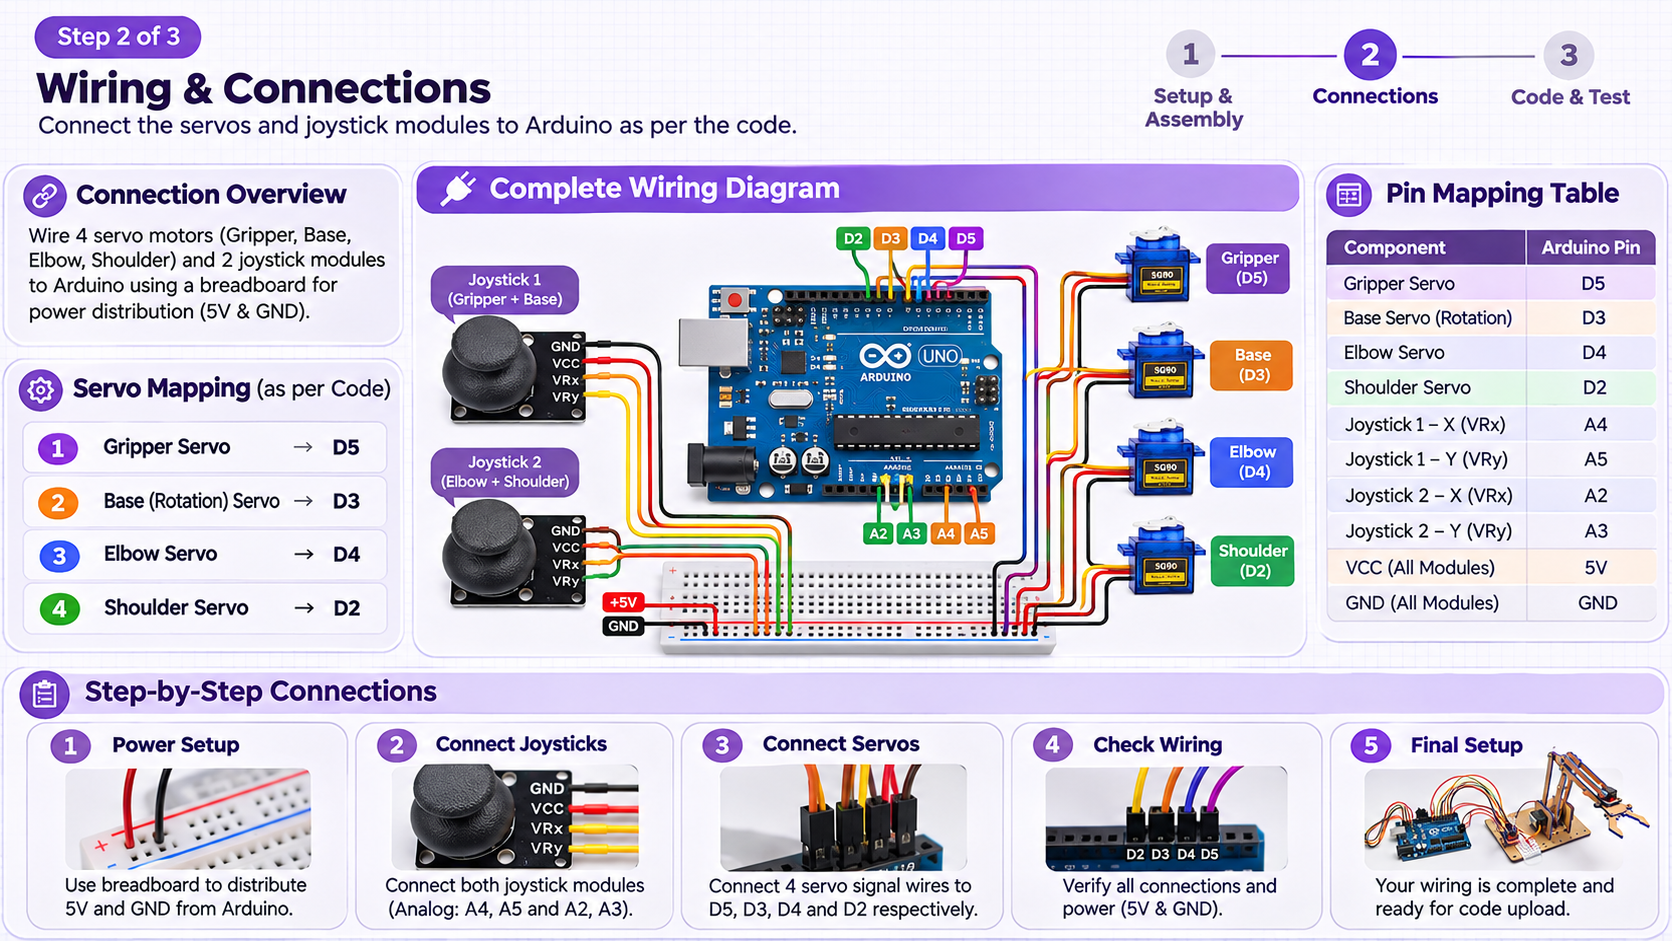 Step 2 of 3
Wiring & Connections
Connect the servos and joystick modules to Arduino as per the code.
1
2
3
Setup &
Assembly
Connections
Code & Test
Connection Overview
Wire 4 servo motors (Gripper, Base,
Elbow, Shoulder) and 2 joystick modules
to Arduino using a breadboard for
power distribution (5V & GND).
Servo Mapping (as per Code)
1 Gripper Servo → D5
2 Base (Rotation) Servo → D3
3 Elbow Servo → D4
4 Shoulder Servo → D2
Complete Wiring Diagram
D2 D3 D4 D5
Joystick 1
(Gripper + Base)
GND
VCC
VRx
VRy
Joystick 2
(Elbow + Shoulder)
GND
VCC
VRx
VRy
UNO
ARDUINO
A2 A3 A4 A5
+5V
GND
+
+
-
SG90
Gripper
(D5)
SG90
Base
(D3)
SG90
Elbow
(D4)
SG90
Shoulder
(D2)
Pin Mapping Table
Component Arduino Pin
Gripper Servo D5
Base Servo (Rotation) D3
Elbow Servo D4
Shoulder Servo D2
Joystick 1 – X (VRx) A4
Joystick 1 – Y (VRy) A5
Joystick 2 – X (VRx) A2
Joystick 2 – Y (VRy) A3
VCC (All Modules) 5V
GND (All Modules) GND
Step-by-Step Connections
1 Power Setup
+
-
Use breadboard to distribute
5V and GND from Arduino.
2 Connect Joysticks
GND
VCC
VRx
VRy
Connect both joystick modules
(Analog: A4, A5 and A2, A3).
3 Connect Servos
Connect 4 servo signal wires to
D5, D3, D4 and D2 respectively.
4 Check Wiring
D2 D3 D4 D5
Verify all connections and
power (5V & GND).
5 Final Setup
Your wiring is complete and
ready for code upload.